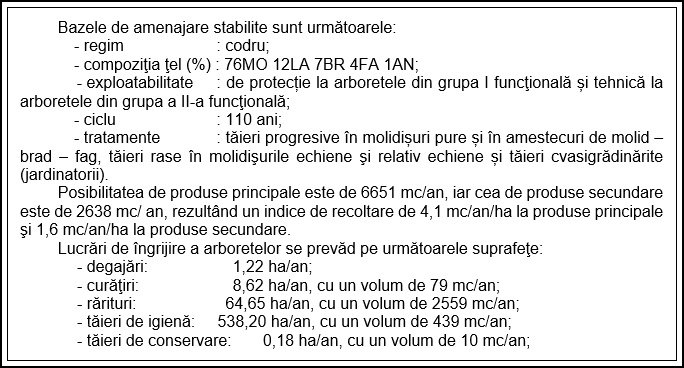 Bazele de amenajare stabilite sunt următoarele:
- regim : codru;
- compoziţia ţel (%) : 76MO 12LA 7BR 4FA 1AN;
- exploatabilitate : de protecție la arboretele din grupa I funcţională și tehnică la
arboretele din grupa a II-a funcţională;
- ciclu : 110 ani;
- tratamente : tăieri progresive în molidișuri pure și în amestecuri de molid –
brad – fag, tăieri rase în molidişurile echiene şi relativ echiene și tăieri cvasigrădinărite
(jardinatorii).
Posibilitatea de produse principale este de 6651 mc/an, iar cea de produse secundare
este de 2638 mc/ an, rezultând un indice de recoltare de 4,1 mc/an/ha la produse principale
şi 1,6 mc/an/ha la produse secundare.
Lucrări de îngrijire a arboretelor se prevăd pe următoarele suprafeţe:
- degajări: 1,22 ha/an;
- curăţiri: 8,62 ha/an, cu un volum de 79 mc/an;
- rărituri: 64,65 ha/an, cu un volum de 2559 mc/an;
- tăieri de igienă: 538,20 ha/an, cu un volum de 439 mc/an;
- tăieri de conservare: 0,18 ha/an, cu un volum de 10 mc/an;